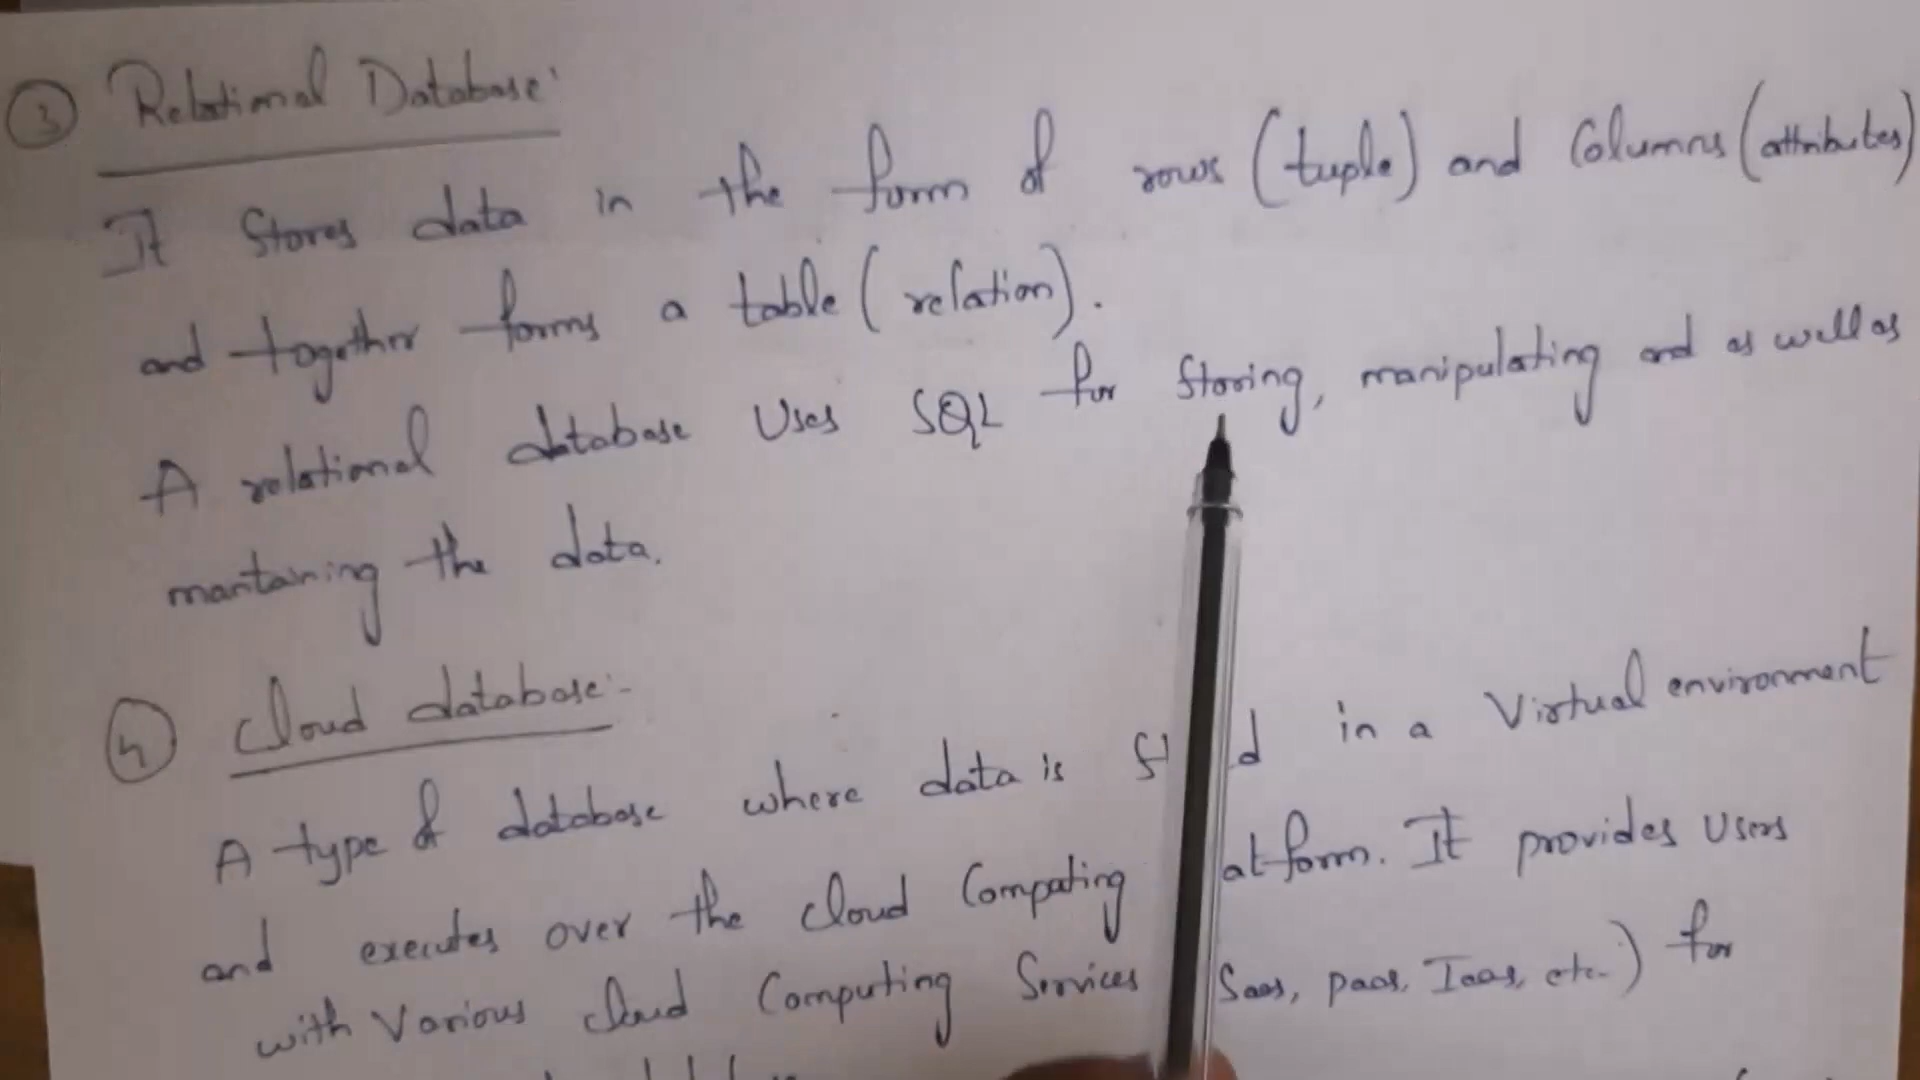 ③ Relational Database:
It Stores data in the form of rows (tuple) and Columns (attributes)
and together forms a table (relation).
A relational database Uses SQL for Storing, manipulating and as well as
mantaining the data.
④ Cloud database:-
A type of database where data is in a Virtual environment
and executes over the cloud Computing It provides Users
with Various cloud Computing Services Saas, paas, Iaas, etc.) for